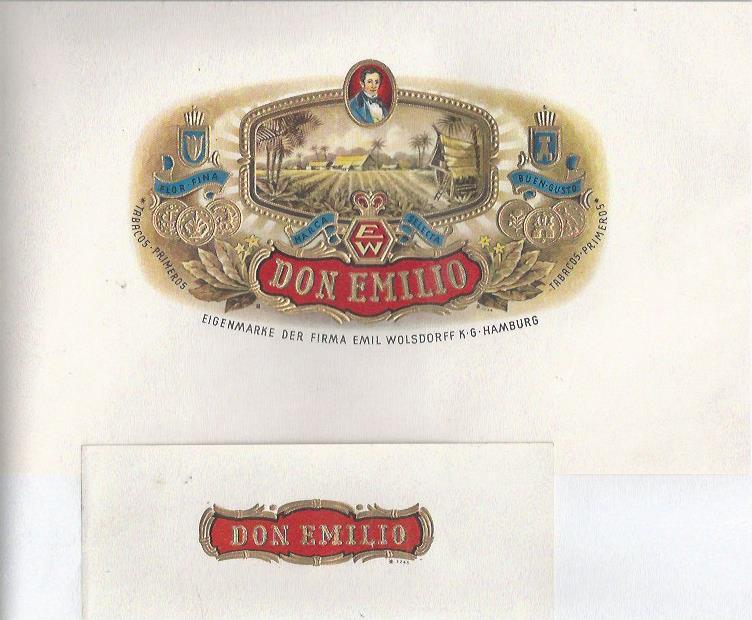 FLOR-FINA
BUEN-GUSTO
*TABACOS·PRIMEROS
TABACOS·PRIMEROS*
MARCA
SELECTA
EW
DON EMILIO
EIGENMARKE DER FIRMA EMIL WOLSDORFF K·G·HAMBURG
DON EMILIO